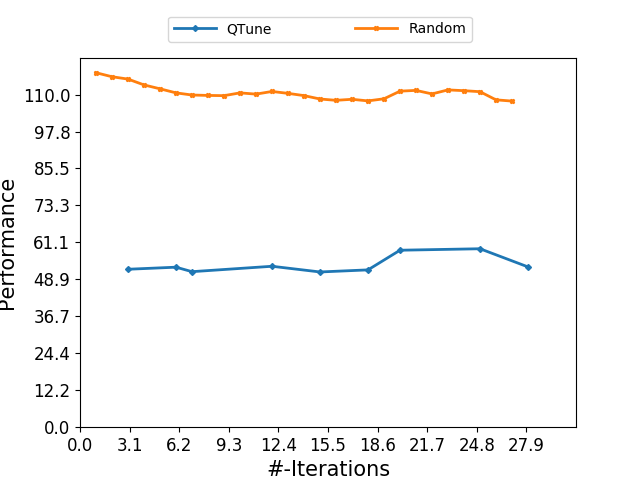 QTune Random
110.0
97.8
85.5
73.3
61.1
48.9
36.7
24.4
12.2
0.0
Performance
0.0 3.1 6.2 9.3 12.4 15.5 18.6 21.7 24.8 27.9
#-Iterations